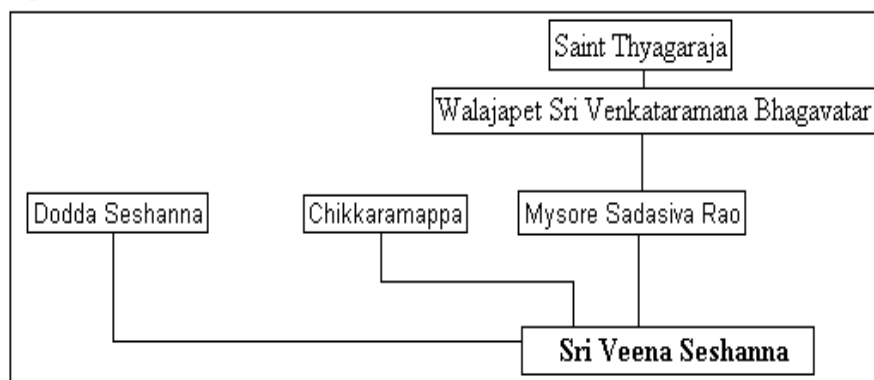 Saint Thyagaraja
Walajapet Sri Venkataramana Bhagavatar
Dodda Seshanna
Chikkaramappa
Mysore Sadasiva Rao
Sri Veena Seshanna